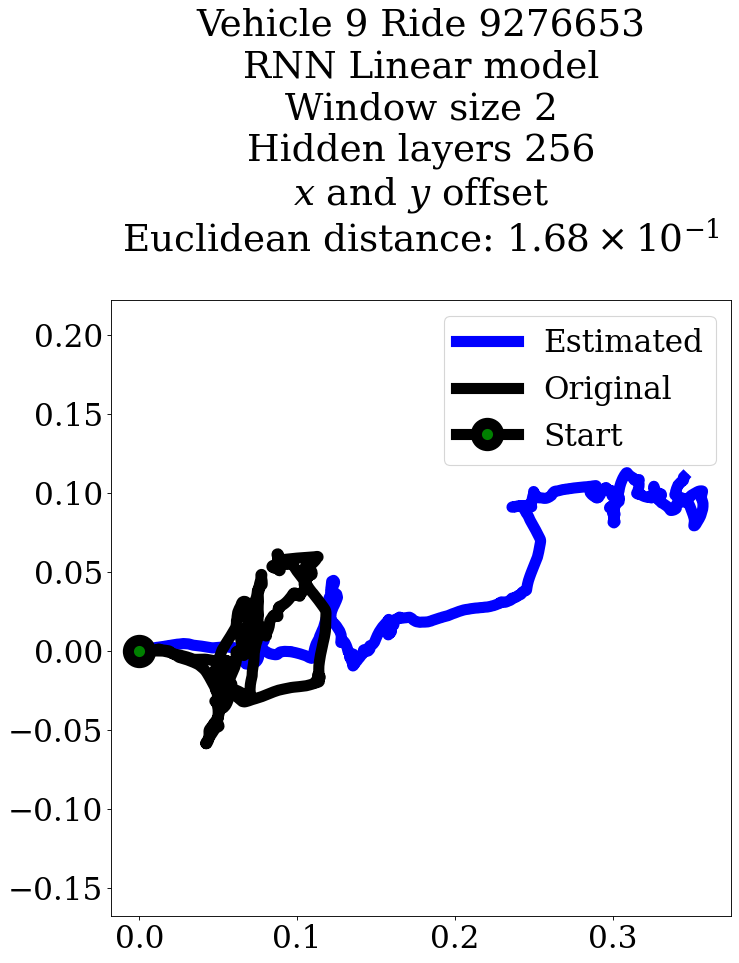 Vehicle 9 Ride 9276653
RNN Linear model
Window size 2
Hidden layers 256
x and y offset
Euclidean distance: 1.68 × 10⁻¹
Estimated
Original
Start
0.20
0.15
0.10
0.05
0.00
−0.05
−0.10
−0.15
0.0 0.1 0.2 0.3